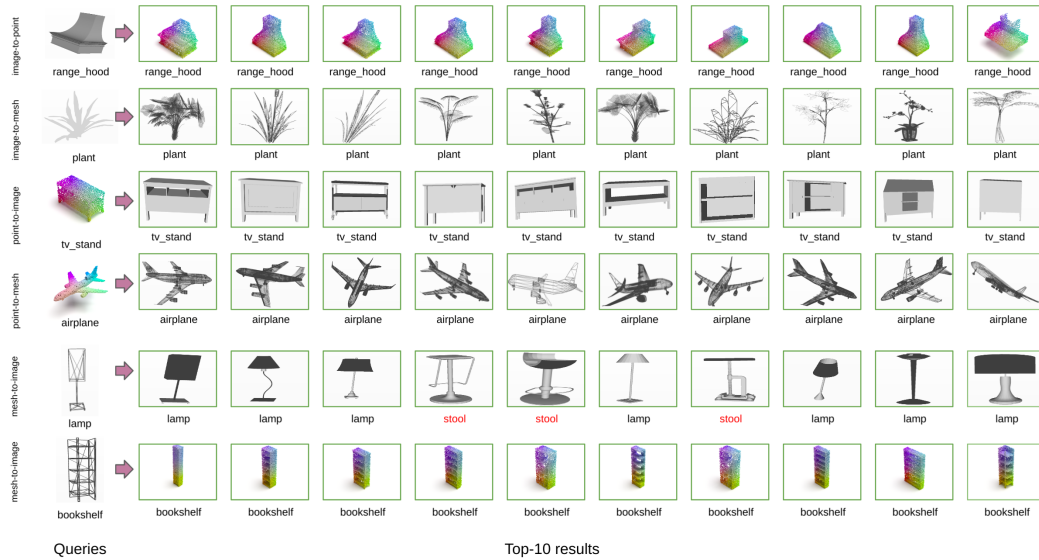 image-to-point
range_hood range_hood range_hood range_hood range_hood range_hood range_hood range_hood range_hood range_hood range_hood
image-to-mesh
plant plant plant plant plant plant plant plant plant plant plant
point-to-image
tv_stand tv_stand tv_stand tv_stand tv_stand tv_stand tv_stand tv_stand tv_stand tv_stand tv_stand
point-to-mesh
airplane airplane airplane airplane airplane airplane airplane airplane airplane airplane airplane
mesh-to-image
lamp lamp lamp lamp stool stool lamp stool lamp lamp lamp
mesh-to-imag
bookshelf bookshelf bookshelf bookshelf bookshelf bookshelf bookshelf bookshelf bookshelf bookshelf bookshelf
Queries Top-10 results